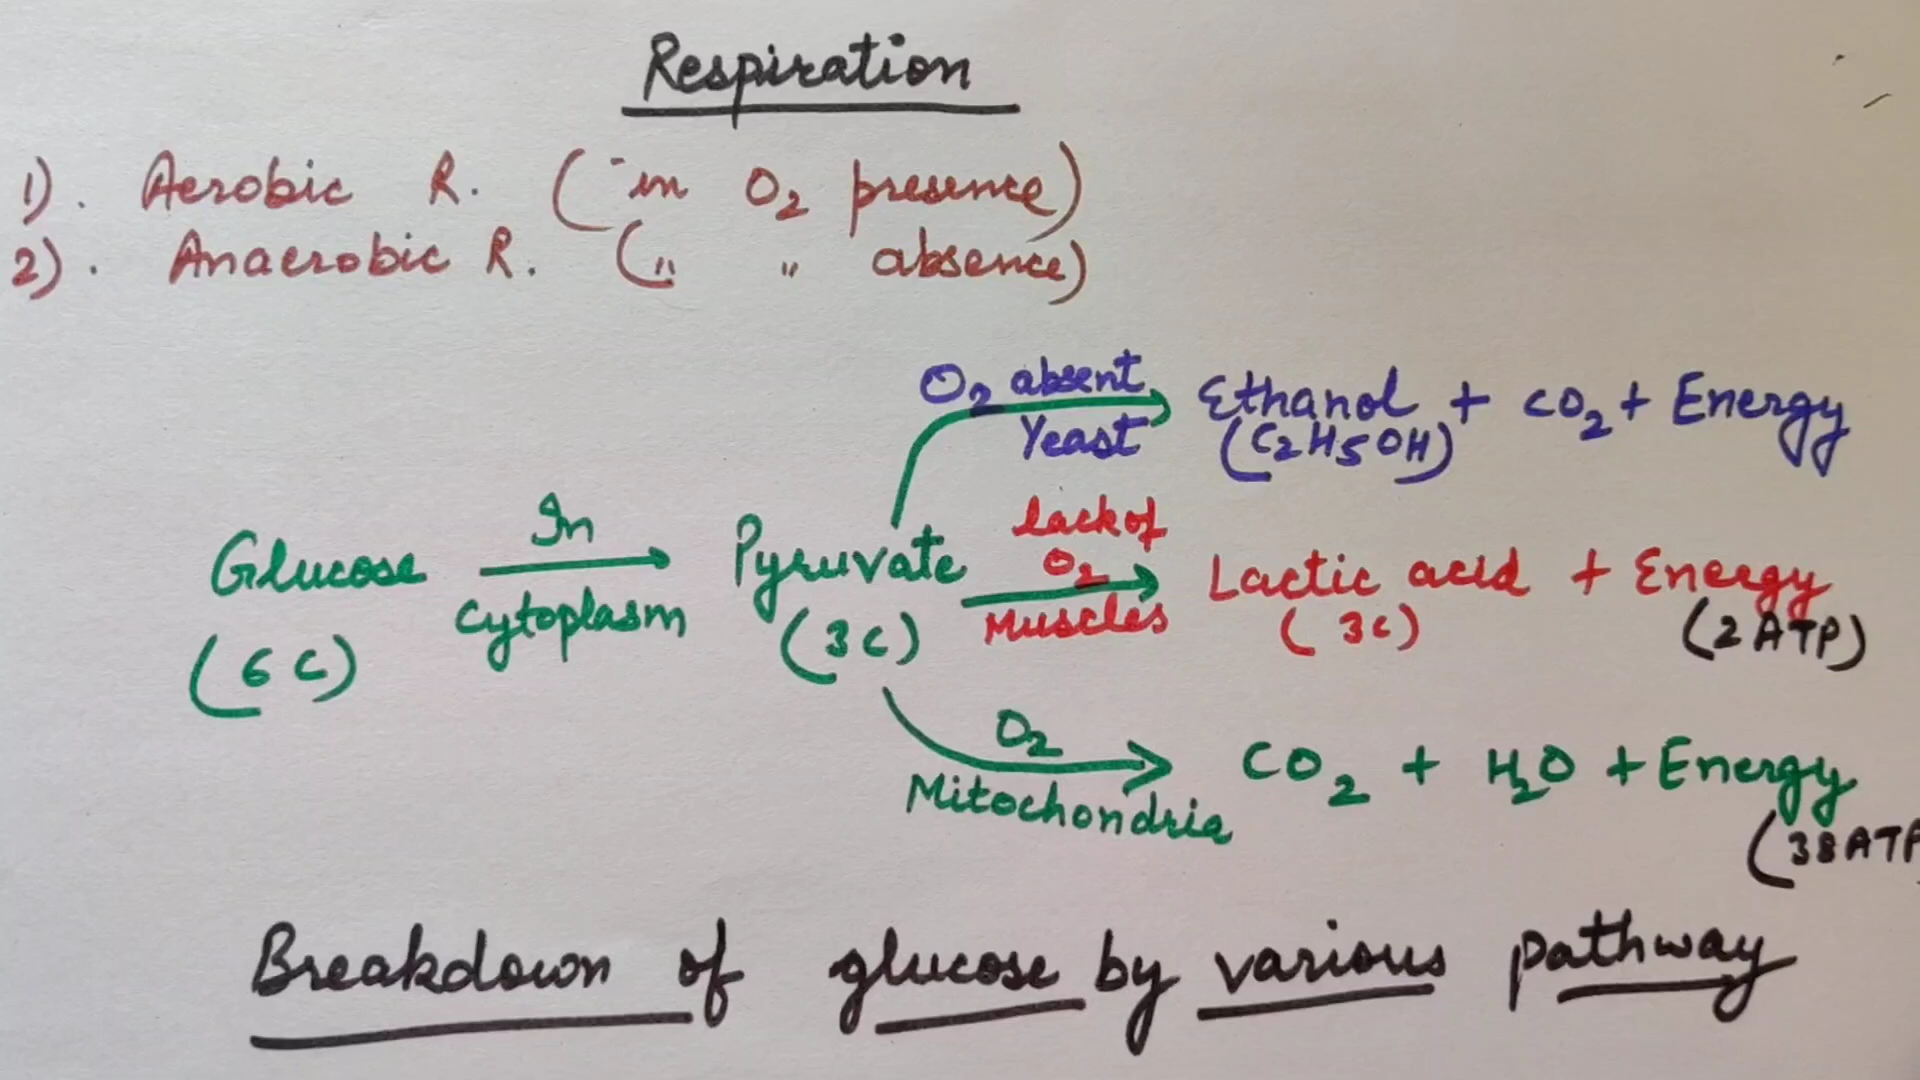 Respiration
1). Aerobic R. (in O2 presence)
2). Anaerobic R. (" " absence)
O2 absent
Yeast
Ethanol + CO2 + Energy
(C2H5OH)
Glucose
(6C)
In
cytoplasm
Pyruvate
(3C)
lack of
O2
Muscles
Lactic acid + Energy
(3C)
(2 ATP)
O2
Mitochondria
CO2 + H2O + Energy
(38 ATP)
Breakdown of glucose by various pathway